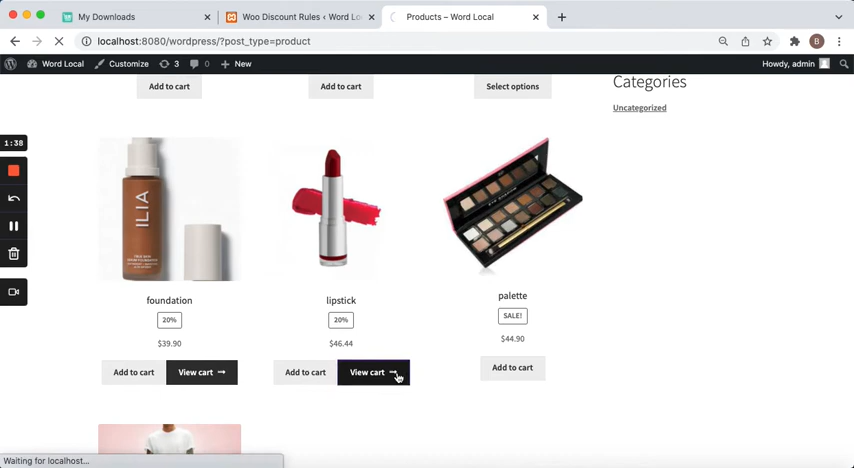 My Downloads
Woo Discount Rules ‹ Word Lo
Products – Word Local
localhost:8080/wordpress/?post_type=product
B
Word Local
Customize
3
0
New
Howdy, admin
Add to cart
Add to cart
Select options
Categories
Uncategorized
1:38
ILIA
EYE SHADOW
foundation
lipstick
palette
20%
20%
SALE!
$39.90
$46.44
$44.90
Add to cart
View cart →
Add to cart
View cart →
Add to cart
Waiting for localhost...